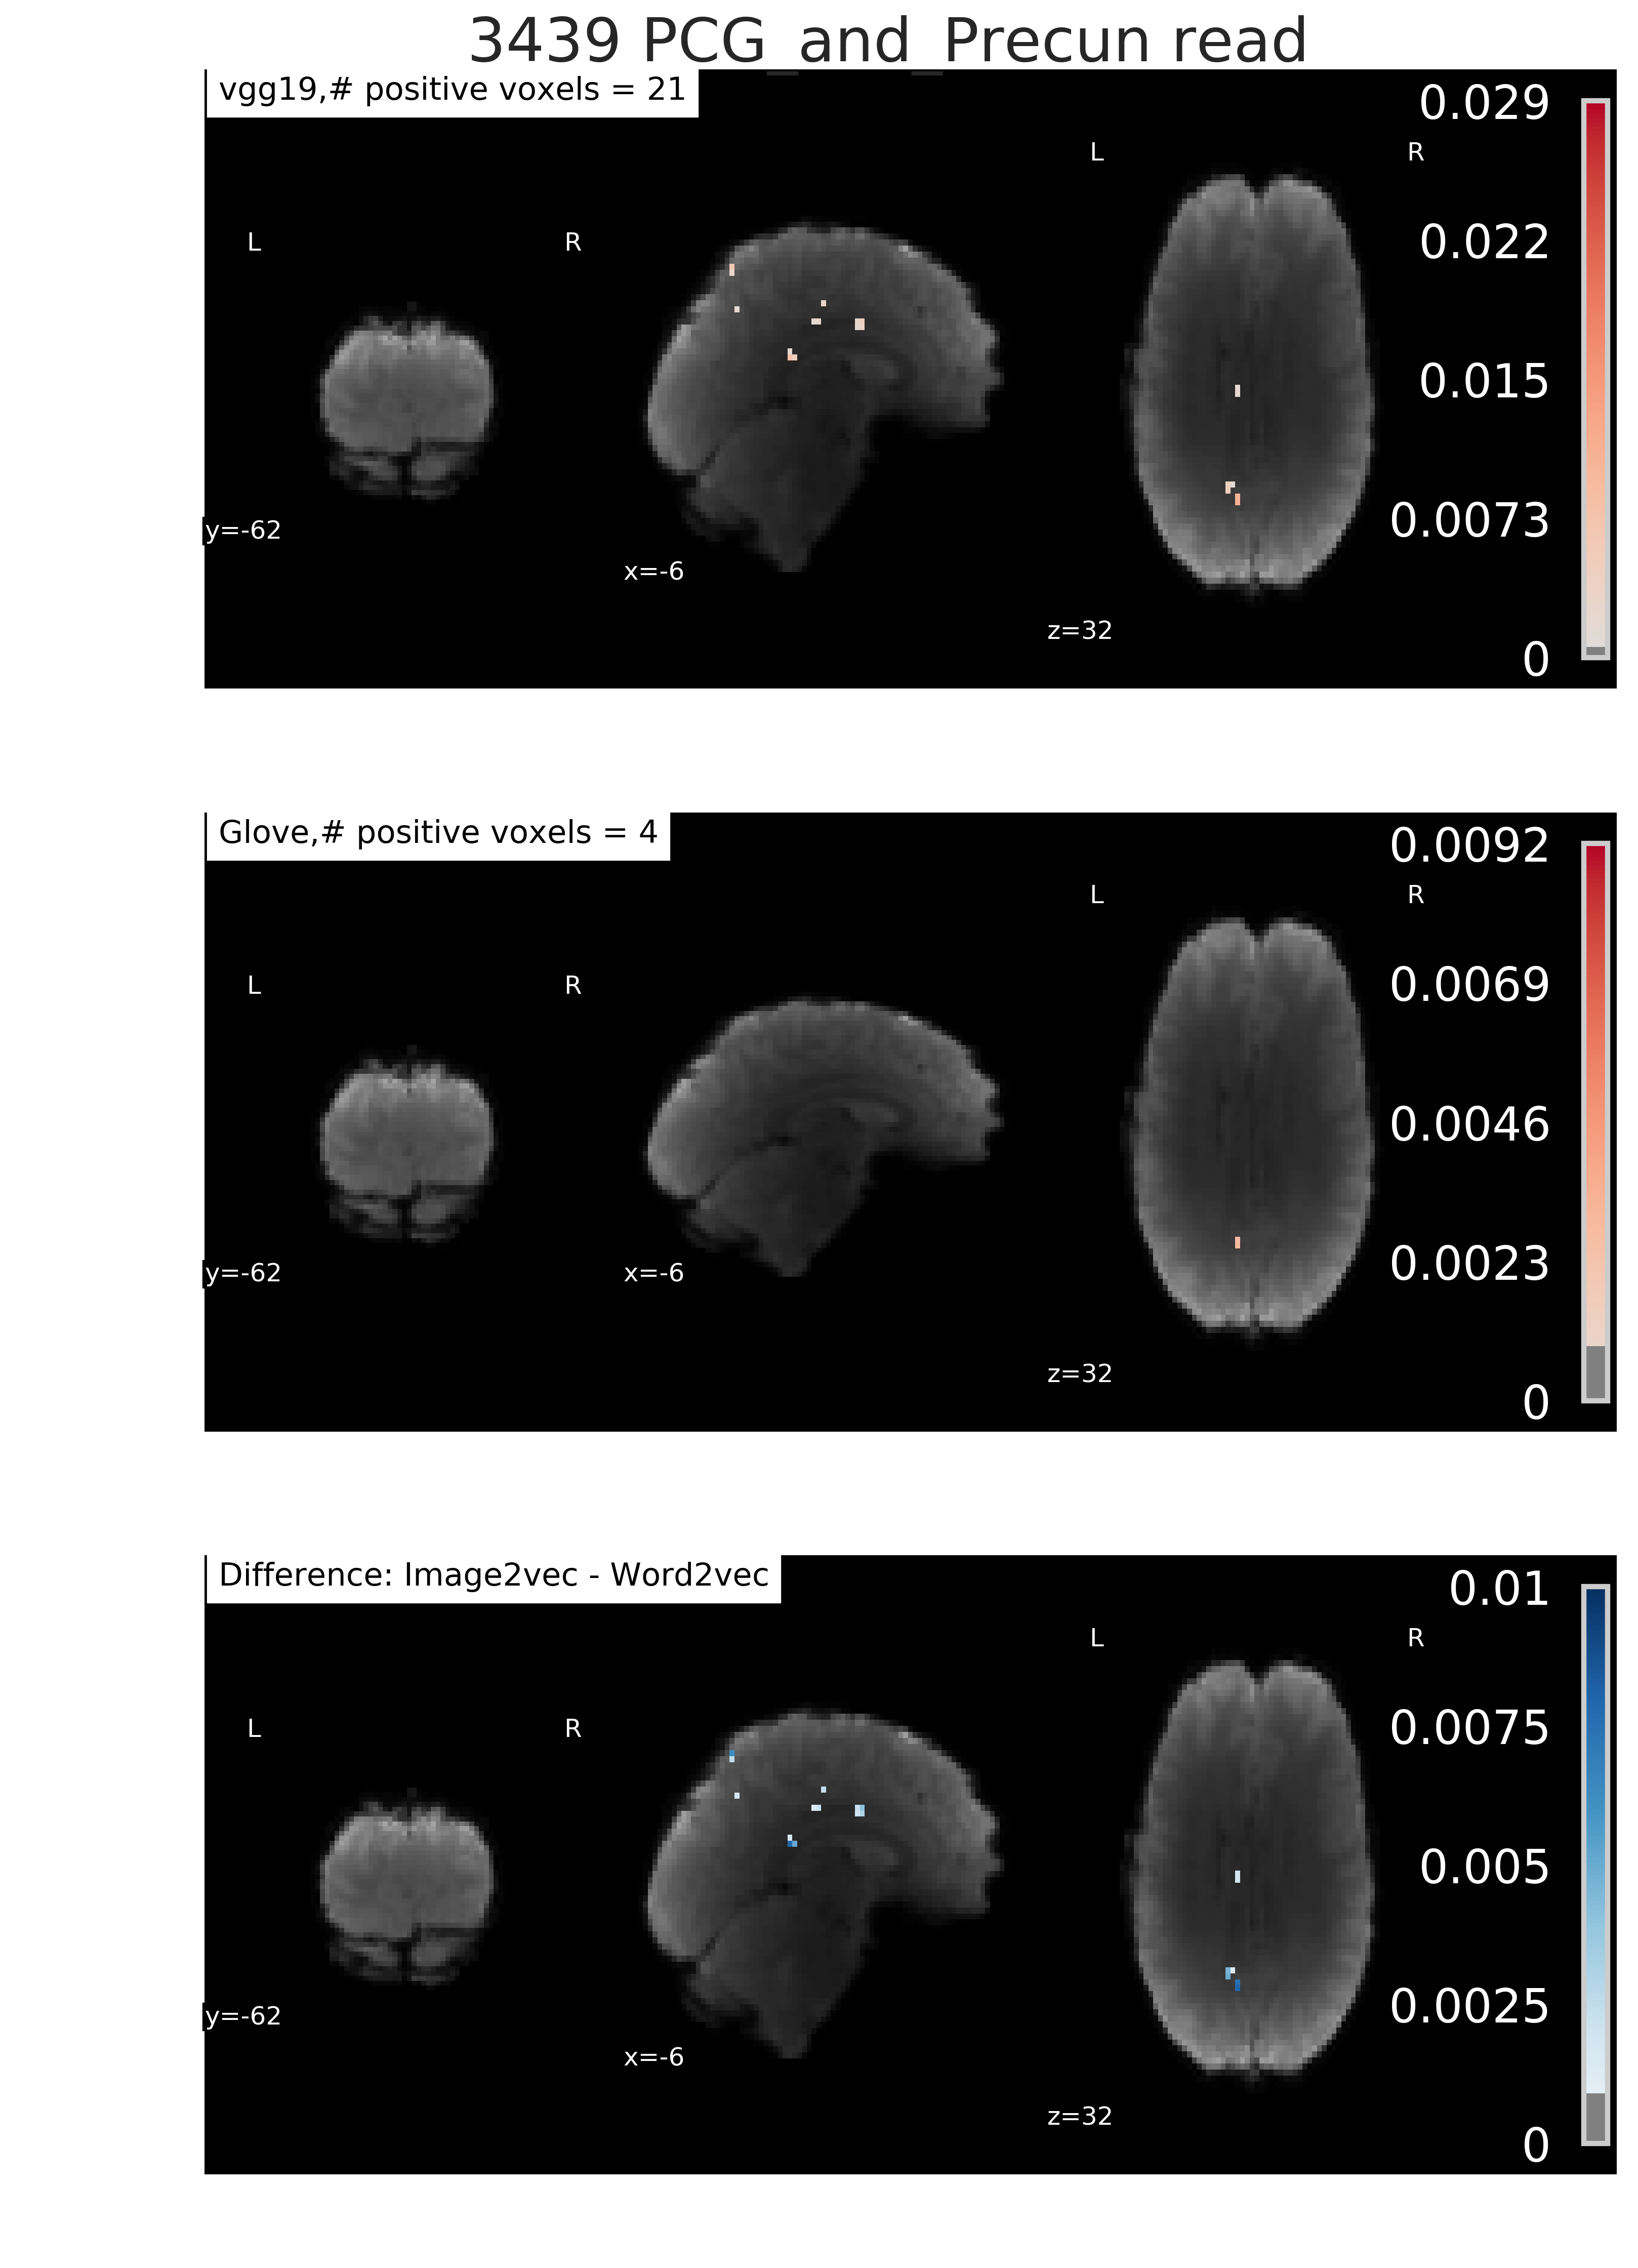 3439 PCG_and_Precun read
vgg19,# positive voxels = 21
0.029
L R
0.022
L R
0.015
0.0073
y=-62
x=-6
z=32
0
Glove,# positive voxels = 4
0.0092
L R
0.0069
L R
0.0046
0.0023
y=-62
x=-6
z=32
0
Difference: Image2vec - Word2vec
0.01
L R
0.0075
L R
0.005
0.0025
y=-62
x=-6
z=32
0